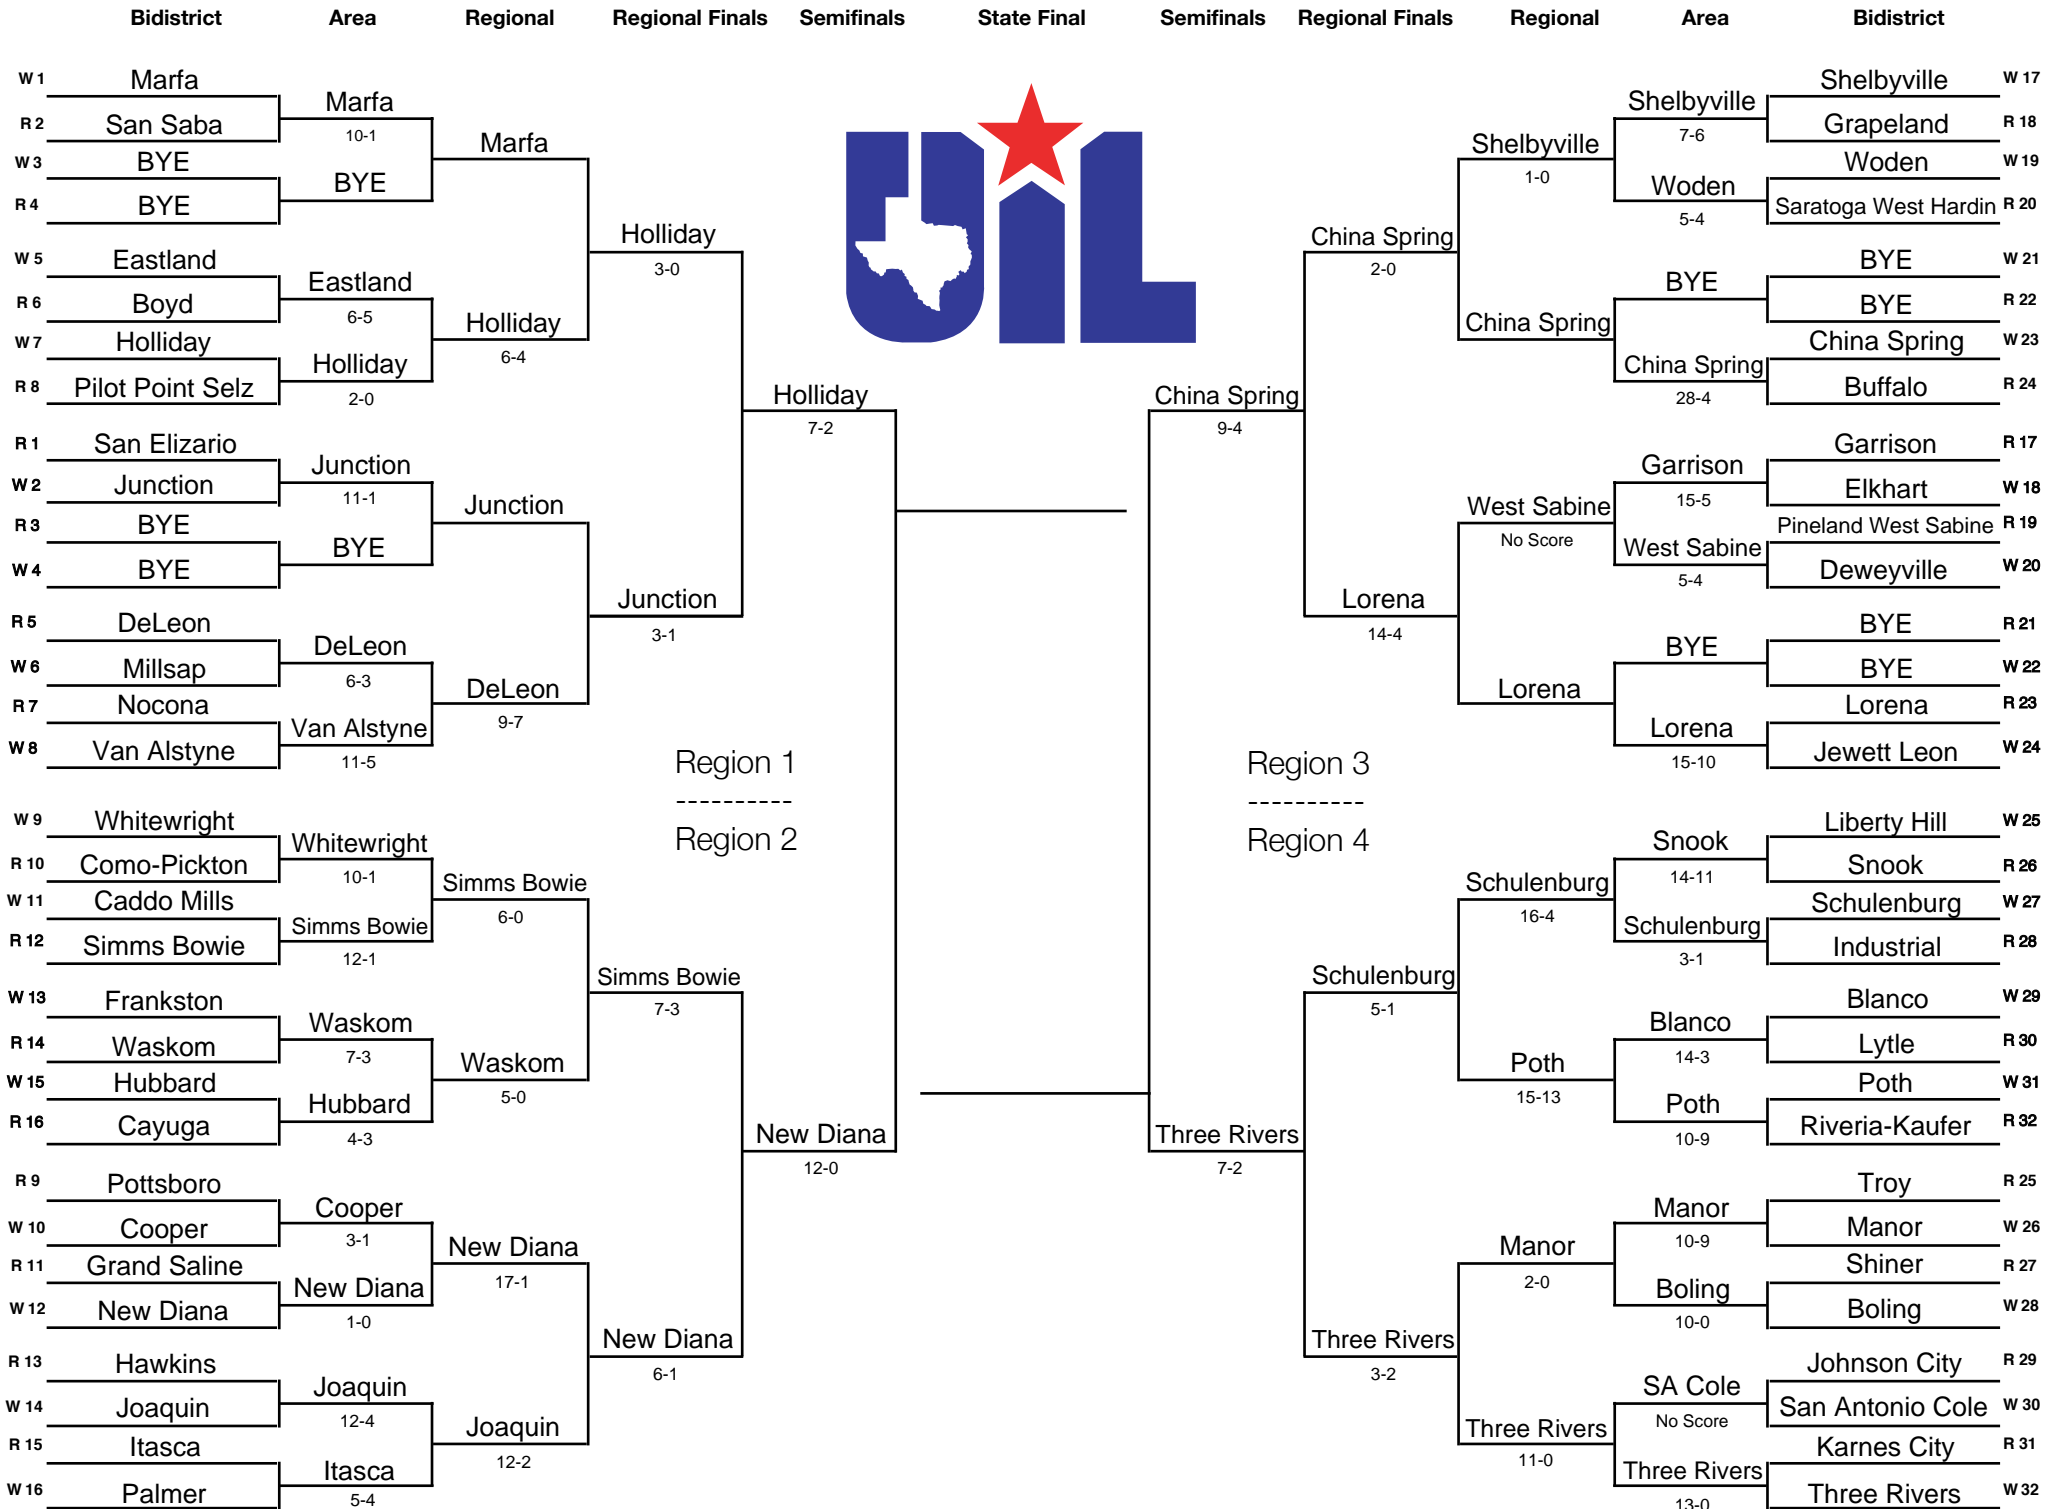 Bidistrict Area Regional Regional Finals Semifinals State Final Semifinals Regional Finals Regional Area Bidistrict
W 1 Marfa
R 2 San Saba
W 3 BYE
R 4 BYE
W 5 Eastland
R 6 Boyd
W 7 Holliday
R 8 Pilot Point Selz
R 1 San Elizario
W 2 Junction
R 3 BYE
W 4 BYE
R 5 DeLeon
W 6 Millsap
R 7 Nocona
W 8 Van Alstyne
W 9 Whitewright
R 10 Como-Pickton
W 11 Caddo Mills
R 12 Simms Bowie
W 13 Frankston
R 14 Waskom
W 15 Hubbard
R 16 Cayuga
R 9 Pottsboro
W 10 Cooper
R 11 Grand Saline
W 12 New Diana
R 13 Hawkins
W 14 Joaquin
R 15 Itasca
W 16 Palmer
Marfa
10-1
BYE
Eastland
6-5
Holliday
2-0
Junction
11-1
BYE
DeLeon
6-3
Van Alstyne
11-5
Whitewright
10-1
Simms Bowie
12-1
Waskom
7-3
Hubbard
4-3
Cooper
3-1
New Diana
1-0
Joaquin
12-4
Itasca
5-4
Marfa
Holliday
6-4
Junction
DeLeon
9-7
Simms Bowie
6-0
Waskom
5-0
New Diana
17-1
Joaquin
12-2
Holliday
3-0
Junction
3-1
Simms Bowie
7-3
New Diana
6-1
Region 1
----------
Region 2
Holliday
7-2
New Diana
12-0
UIL
China Spring
9-4
Three Rivers
7-2
Region 3
----------
Region 4
China Spring
2-0
Lorena
14-4
Schulenburg
5-1
Three Rivers
3-2
Shelbyville
1-0
China Spring
West Sabine
No Score
Lorena
Schulenburg
16-4
Poth
15-13
Manor
2-0
Three Rivers
11-0
Shelbyville
7-6
Woden
5-4
BYE
China Spring
28-4
Garrison
15-5
West Sabine
5-4
BYE
Lorena
15-10
Snook
14-11
Schulenburg
3-1
Blanco
14-3
Poth
10-9
Manor
10-9
Boling
10-0
SA Cole
No Score
Three Rivers
13-0
Shelbyville W 17
Grapeland R 18
Woden W 19
Saratoga West Hardin R 20
BYE W 21
BYE R 22
China Spring W 23
Buffalo R 24
Garrison R 17
Elkhart W 18
Pineland West Sabine R 19
Deweyville W 20
BYE R 21
BYE W 22
Lorena R 23
Jewett Leon W 24
Liberty Hill W 25
Snook R 26
Schulenburg W 27
Industrial R 28
Blanco W 29
Lytle R 30
Poth W 31
Riveria-Kaufer R 32
Troy R 25
Manor W 26
Shiner R 27
Boling W 28
Johnson City R 29
San Antonio Cole W 30
Karnes City R 31
Three Rivers W 32